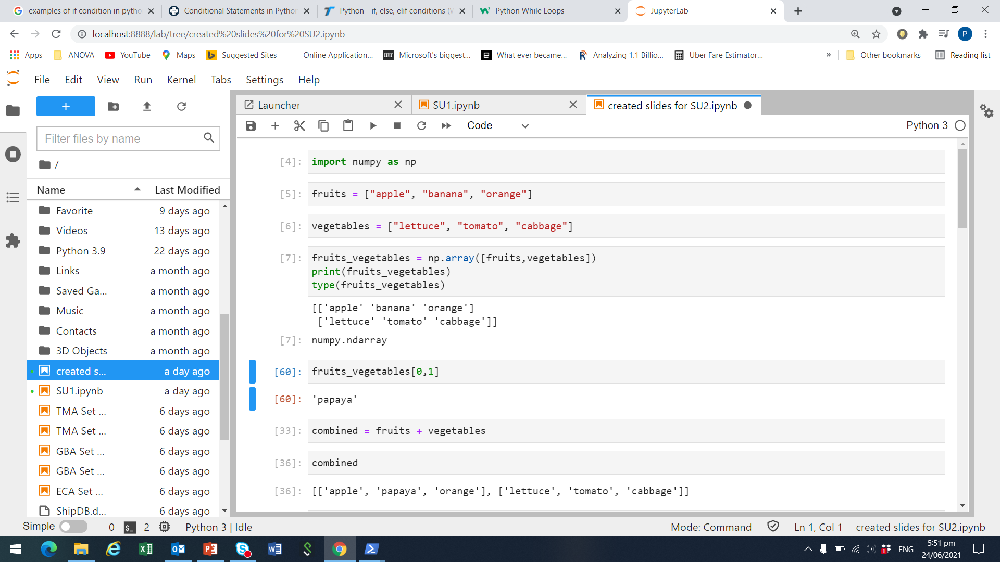 examples of if condition in pytho
Conditional Statements in Python
Python - if, else, elif conditions (W
Python While Loops
JupyterLab
localhost:8888/lab/tree/created%20slides%20for%20SU2.ipynb
P
Apps
ANOVA
YouTube
Maps
Suggested Sites
Online Application...
IBT
Microsoft's biggest...
What ever became...
Analyzing 1.1 Billio...
Uber Fare Estimator...
»
Other bookmarks
Reading list
File Edit View Run Kernel Tabs Settings Help
Launcher
SU1.ipynb
created slides for SU2.ipynb
Code
Python 3
Filter files by name
/
Name Last Modified
Favorite 9 days ago
Videos 13 days ago
Python 3.9 22 days ago
Links a month ago
Saved Ga... a month ago
Music a month ago
Contacts a month ago
3D Objects a month ago
created s... a day ago
SU1.ipynb a day ago
TMA Set ... 6 days ago
TMA Set ... 6 days ago
GBA Set ... 6 days ago
GBA Set ... 6 days ago
ECA Set ... 6 days ago
ShipDB.d... 6 days ago
[4]: import numpy as np
[5]: fruits = ["apple", "banana", "orange"]
[6]: vegetables = ["lettuce", "tomato", "cabbage"]
[7]: fruits_vegetables = np.array([fruits,vegetables])
print(fruits_vegetables)
type(fruits_vegetables)
[['apple' 'banana' 'orange']
['lettuce' 'tomato' 'cabbage']]
[7]: numpy.ndarray
[60]: fruits_vegetables[0,1]
[60]: 'papaya'
[33]: combined = fruits + vegetables
[36]: combined
[36]: [['apple', 'papaya', 'orange'], ['lettuce', 'tomato', 'cabbage']]
Simple 0 $_ 2 Python 3 | Idle Mode: Command Ln 1, Col 1 created slides for SU2.ipynb
ENG
5:51 pm
24/06/2021